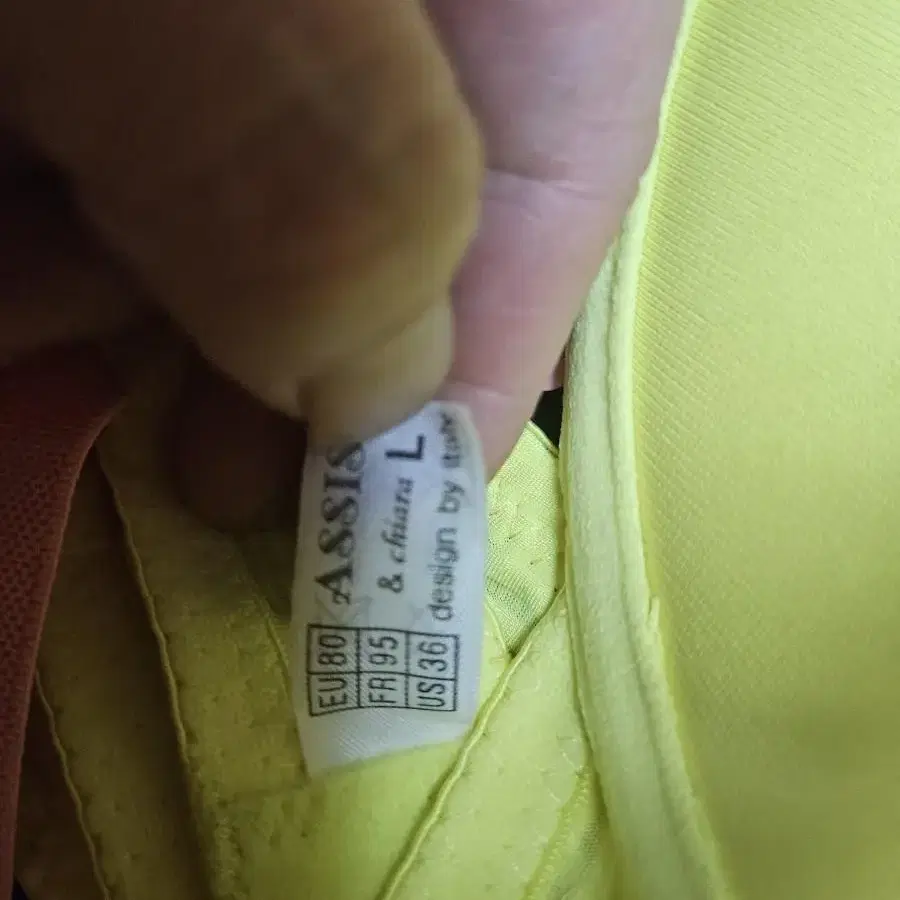 ASSIS
& chiara L
design by
EU 80
FR 95
US 36